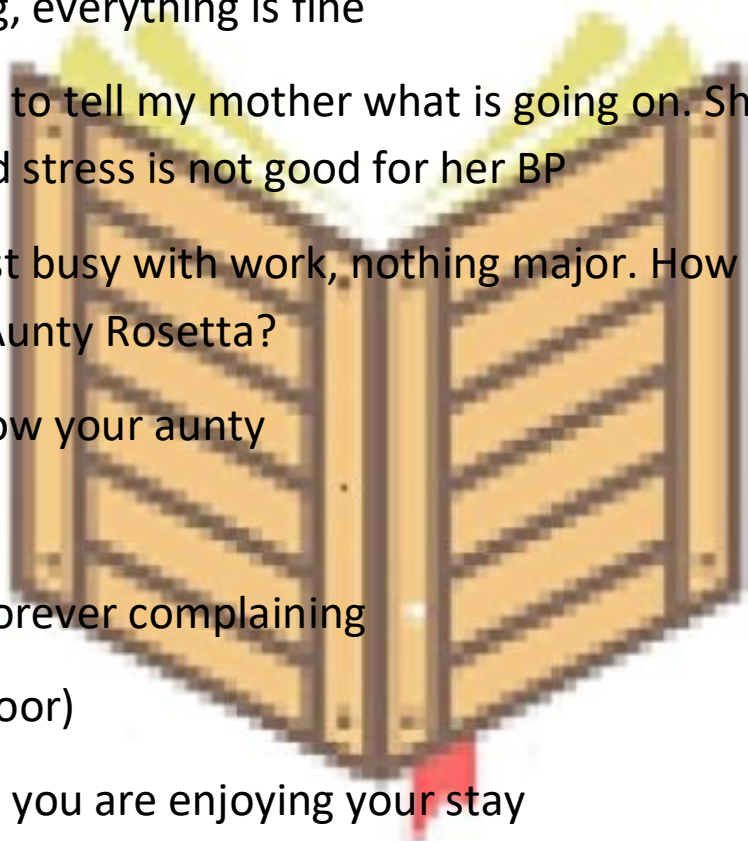 , everything is fine
to tell my mother what is going on. Sh
d stress is not good for her BP
st busy with work, nothing major. How
Aunty Rosetta?
ow your aunty
orever complaining
oor)
you are enjoying your stay